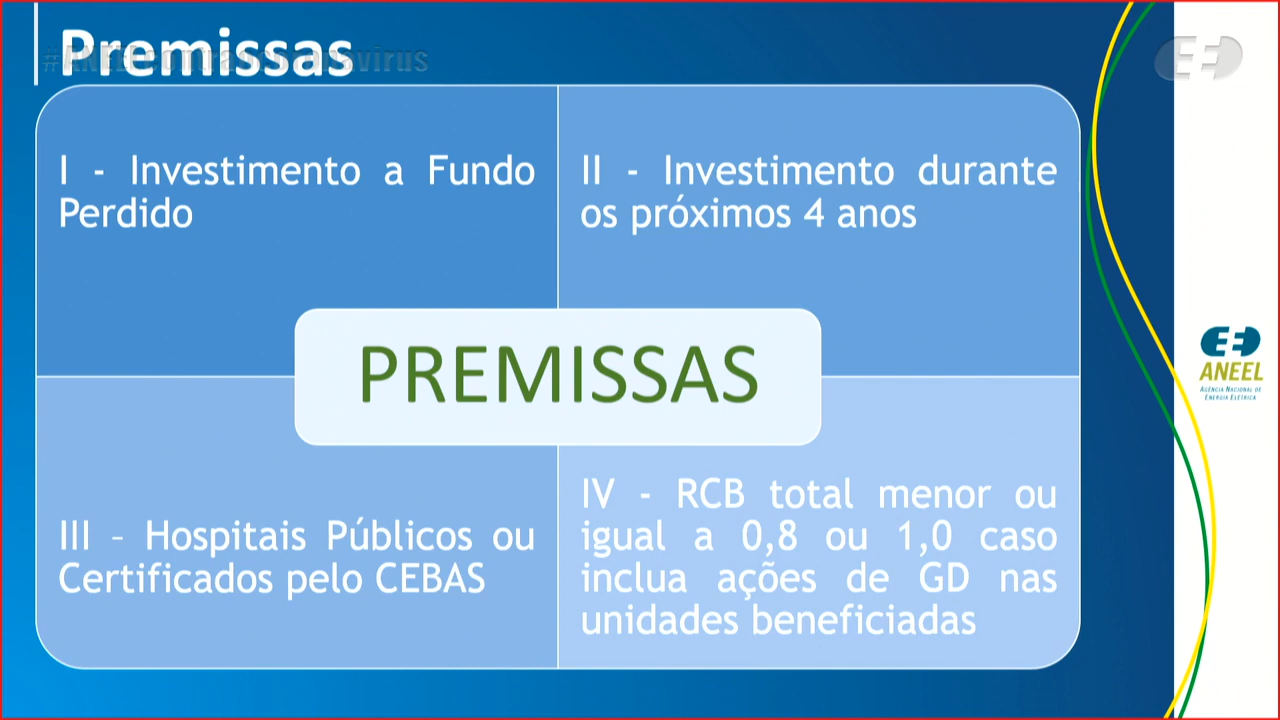 Premissas
#ANEELcontraocoronavirus
I - Investimento a Fundo
Perdido
II - Investimento durante
os próximos 4 anos
PREMISSAS
III – Hospitais Públicos ou
Certificados pelo CEBAS
IV - RCB total menor ou
igual a 0,8 ou 1,0 caso
inclua ações de GD nas
unidades beneficiadas
ANEEL
AGÊNCIA NACIONAL DE
ENERGIA ELÉTRICA